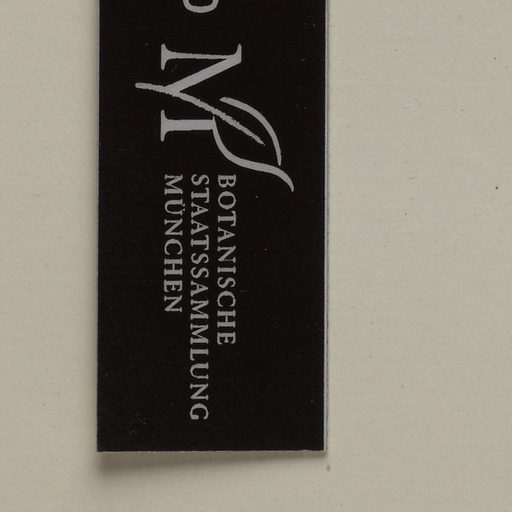 M
BOTANISCHE
STAATSSAMMLUNG
MÜNCHEN